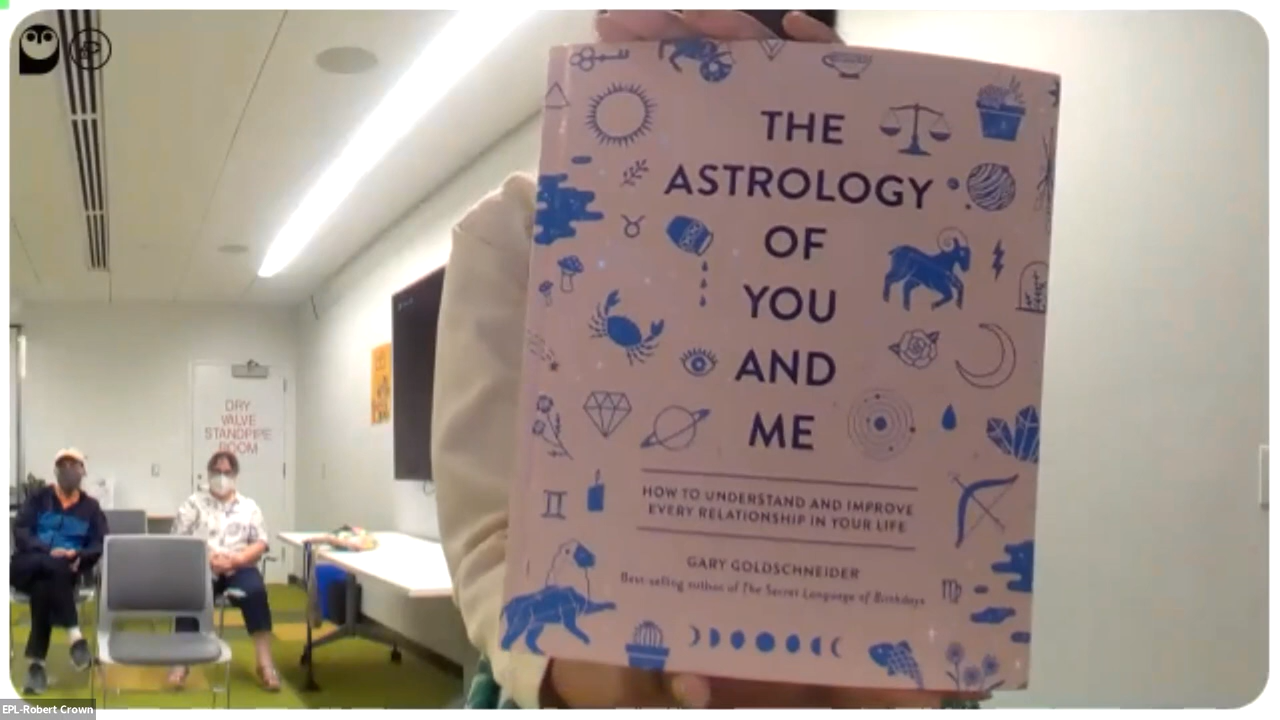 THE
ASTROLOGY
OF
YOU
AND
ME
HOW TO UNDERSTAND AND IMPROVE
EVERY RELATIONSHIP IN YOUR LIFE
GARY GOLDSCHNEIDER
Best-selling author of The Secret Language of Birthdays
DRY
VALVE
STANDPIPE
ROOM
EPL-Robert Crown